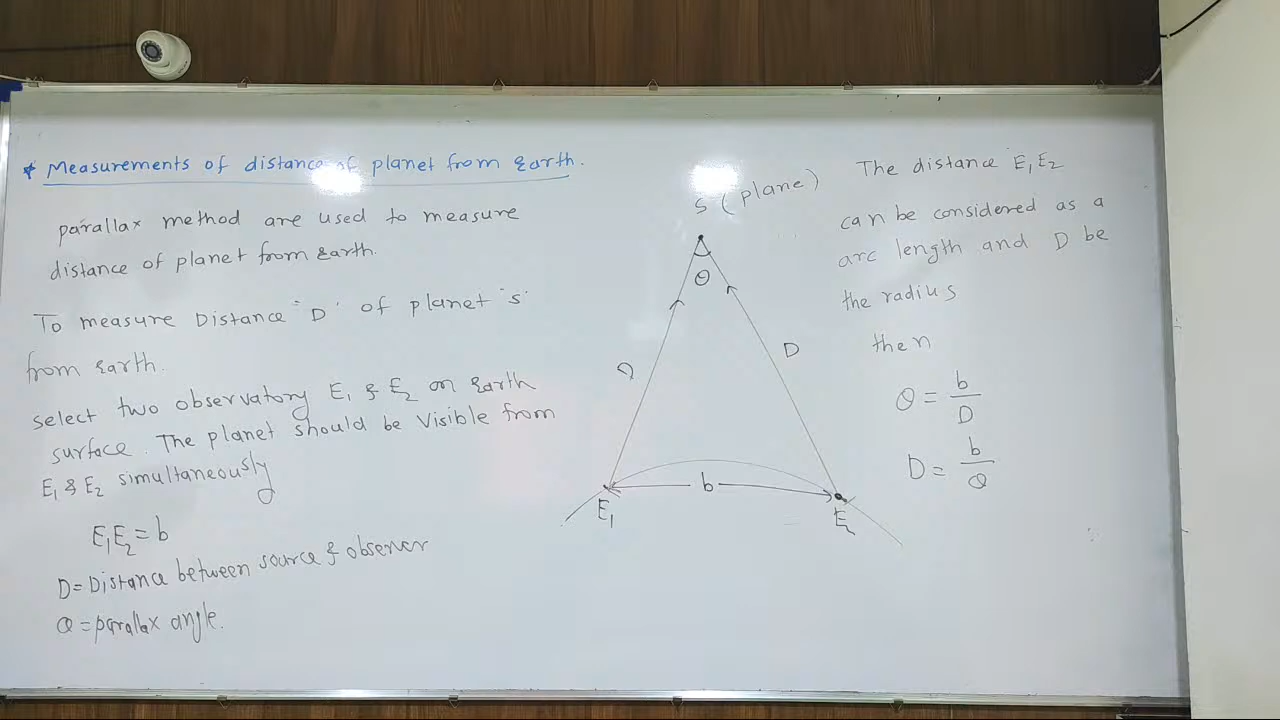 * Measurements of distance of planet from Earth.
parallax method are used to measure
distance of planet from Earth.
To measure Distance "D" of planet "s"
from Earth.
select two observatory E₁ & E₂ on Earth
surface. The planet should be visible from
E₁ & E₂ simultaneously
E₁E₂ = b
D = Distance between source & observer
θ = parallax angle.
S (plane)
θ
D
D
b
E₁
E₂
The distance E₁E₂
can be considered as a
arc length and D be
the radius
then
θ = b/D
D = b/θ